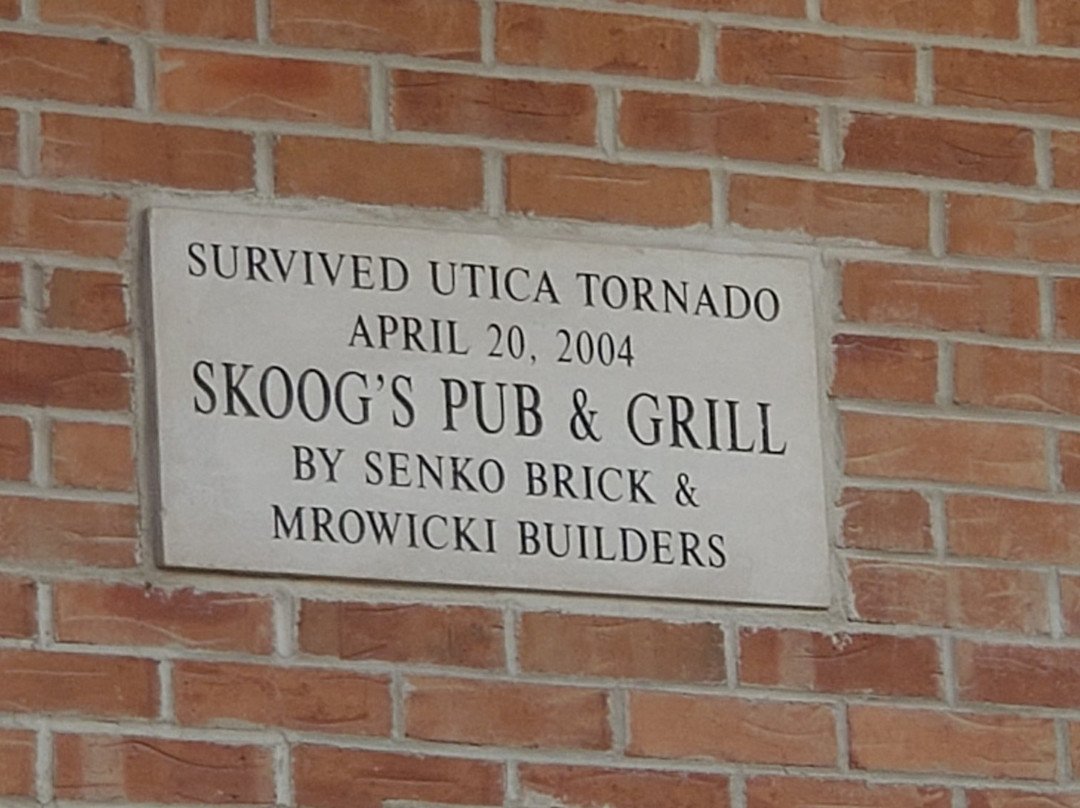 SURVIVED UTICA TORNADO
APRIL 20, 2004
SKOOG'S PUB & GRILL
BY SENKO BRICK &
MROWICKI BUILDERS